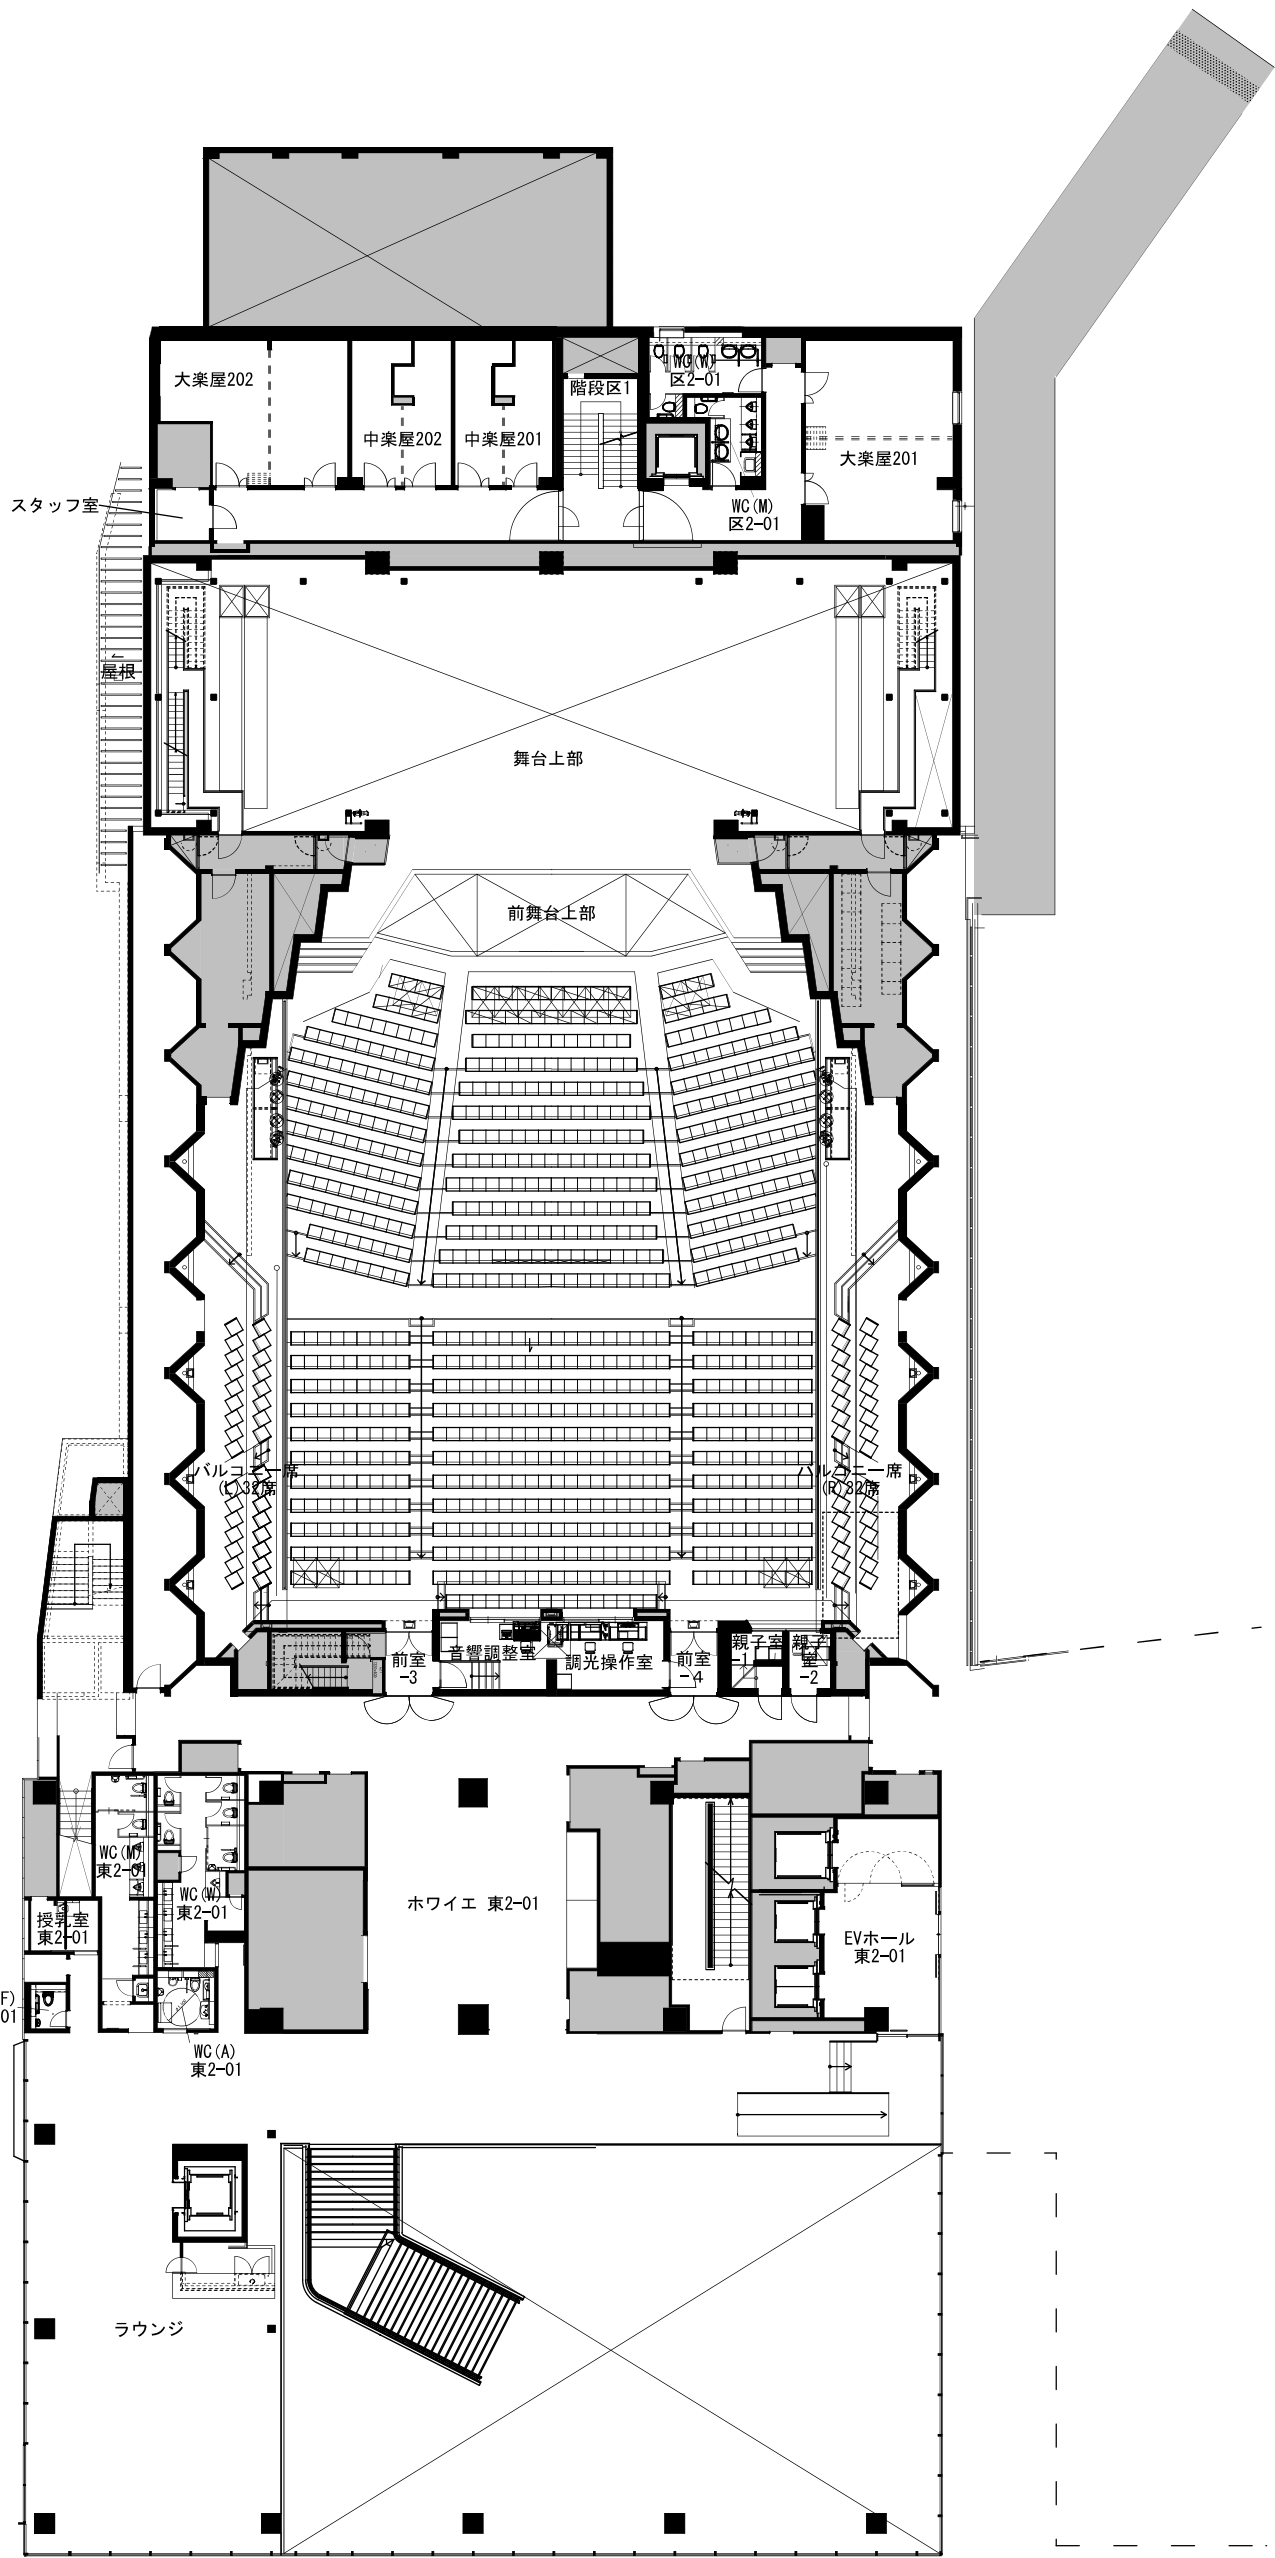 大楽屋202
中楽屋202
中楽屋201
階段区1
WC(W)
区2-01
大楽屋201
スタッフ室
WC(M)
区2-01
屋根
舞台上部
前舞台上部
バルコニー席
(L)32席
バルコニー席
(R)32席
前室
-3
音響調整室
調光操作室
前室
-4
親子室
-1
親子
室
-2
WC(M)
東2-01
WC(W)
東2-01
授乳室
東2-01
ホワイエ 東2-01
EVホール
東2-01
F)
01
WC(A)
東2-01
ラウンジ